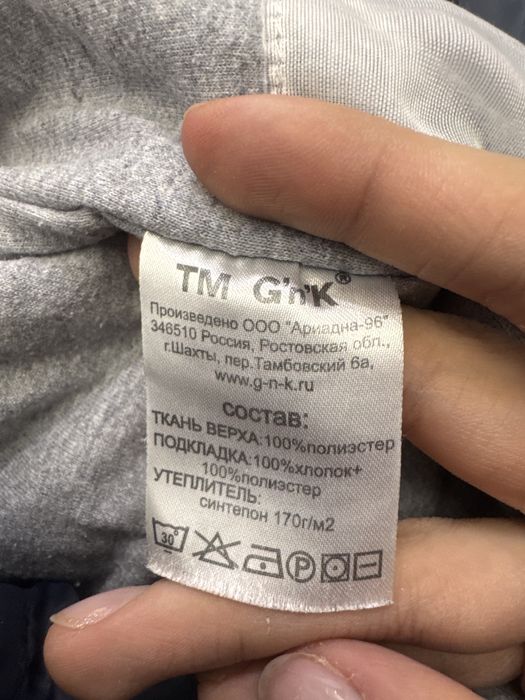 TM G'n'K®
Произведено ООО "Ариадна-96"
346510 Россия, Ростовская обл.,
г.Шахты, пер.Тамбовский 6а,
www.g-n-k.ru
состав:
ТКАНЬ ВЕРХА:100%полиэстер
ПОДКЛАДКА:100%хлопок+
100%полиэстер
УТЕПЛИТЕЛЬ:
синтепон 170г/м2
30° P